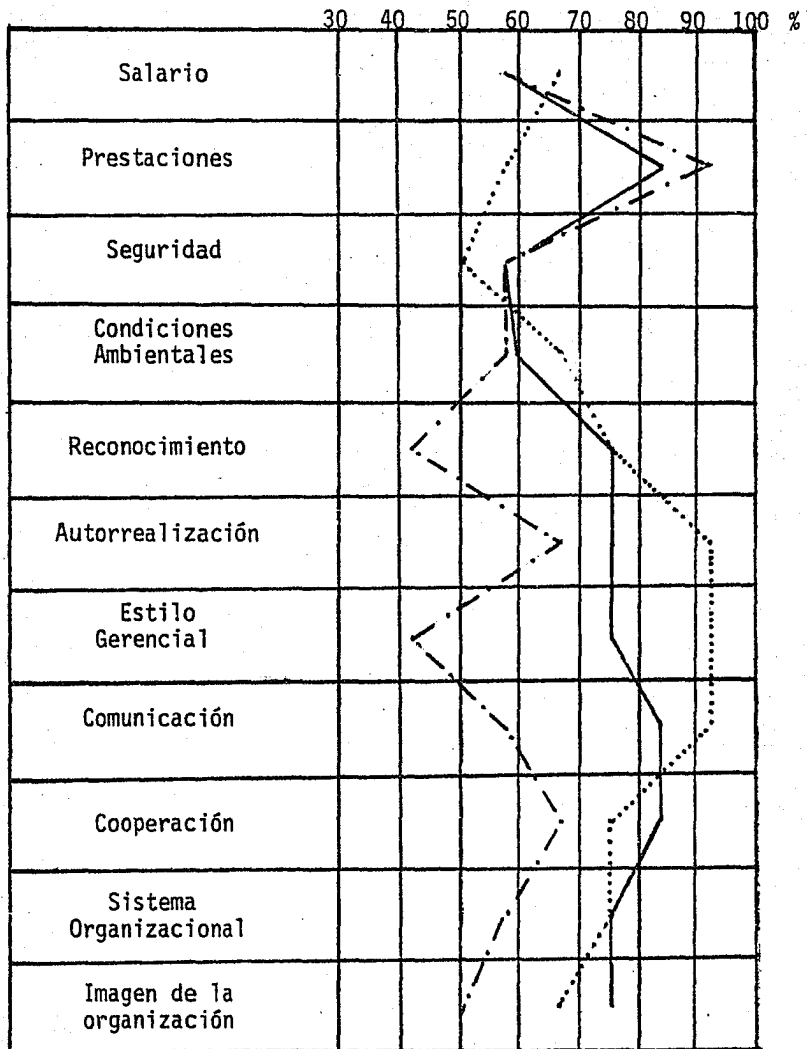 30 40 50 60 70 80 90 100 %
Salario
Prestaciones
Seguridad
Condiciones
Ambientales
Reconocimiento
Autorrealización
Estilo
Gerencial
Comunicación
Cooperación
Sistema
Organizacional
Imagen de la
organización